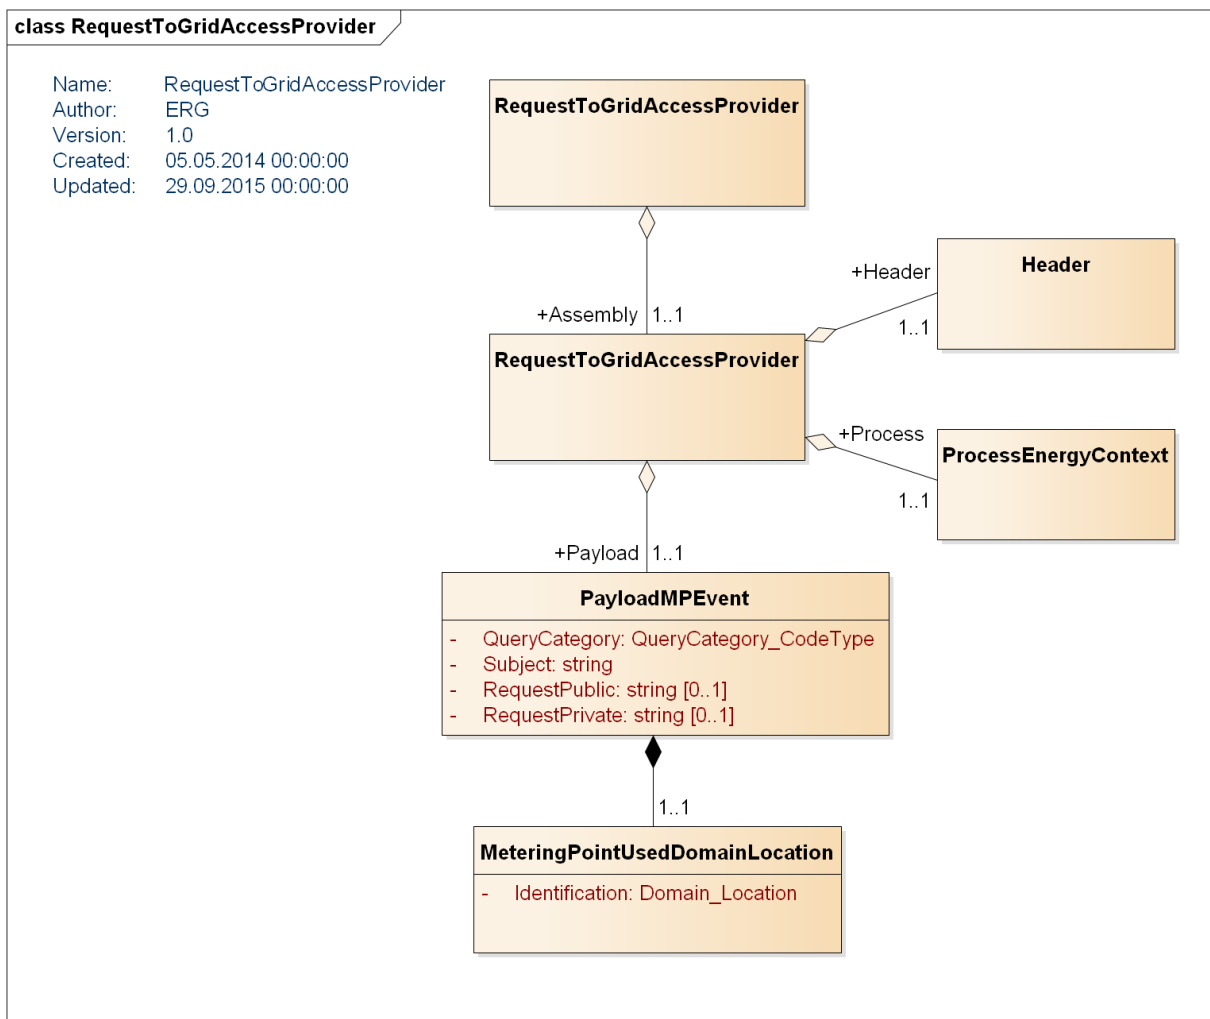 class RequestToGridAccessProvider
Name: RequestToGridAccessProvider
Author: ERG
Version: 1.0
Created: 05.05.2014 00:00:00
Updated: 29.09.2015 00:00:00
RequestToGridAccessProvider
+Assembly 1..1
RequestToGridAccessProvider
+Header
1..1
Header
+Process
1..1
ProcessEnergyContext
+Payload 1..1
PayloadMPEvent
- QueryCategory: QueryCategory_CodeType
- Subject: string
- RequestPublic: string [0..1]
- RequestPrivate: string [0..1]
1..1
MeteringPointUsedDomainLocation
- Identification: Domain_Location